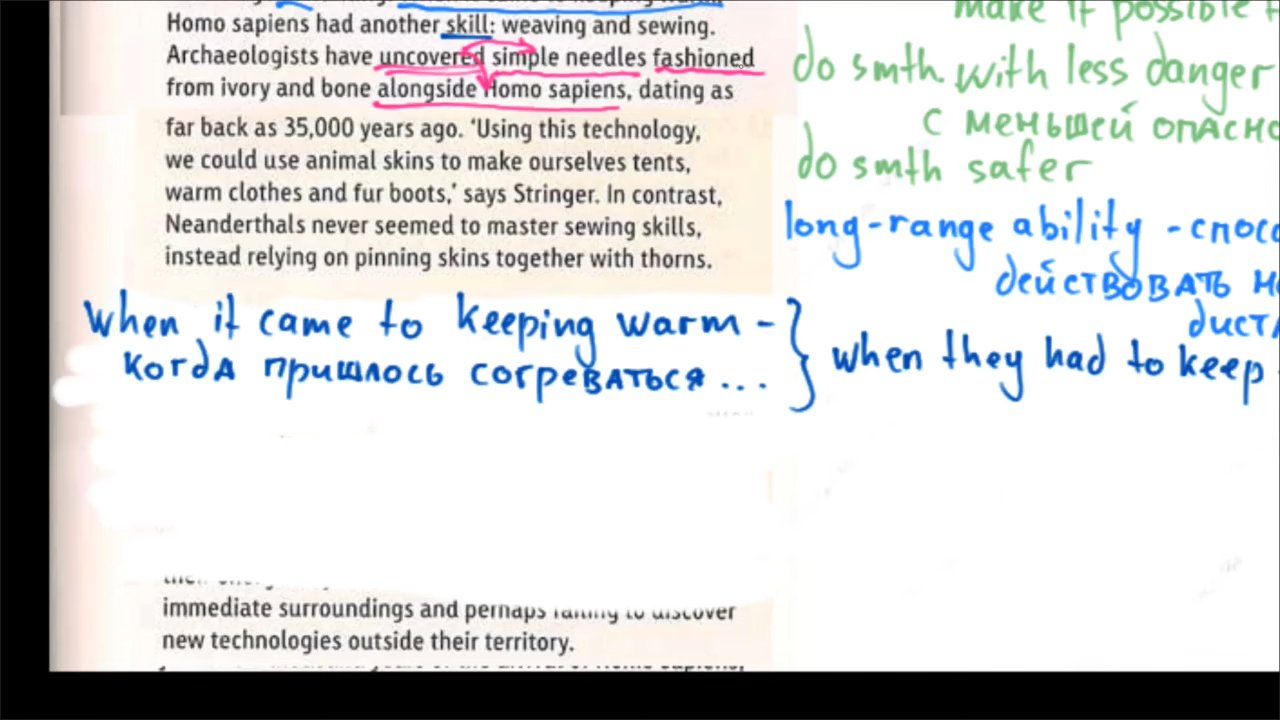 Homo sapiens had another skill: weaving and sewing.
Archaeologists have uncovered simple needles fashioned
from ivory and bone alongside Homo sapiens, dating as
far back as 35,000 years ago. 'Using this technology,
we could use animal skins to make ourselves tents,
warm clothes and fur boots,' says Stringer. In contrast,
Neanderthals never seemed to master sewing skills,
instead relying on pinning skins together with thorns.
make it possible
do smth with less danger
с меньшей
do smth safer
long-range ability -
действовать
when it came to keeping warm -
когда пришлось согреваться...
when they had to keep
immediate surroundings and perhaps failing to discover
new technologies outside their territory.